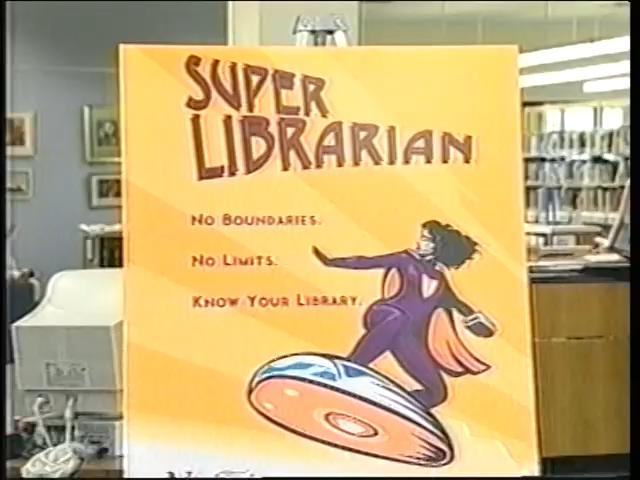 SUPER
LIBRARIAN
NO BOUNDARIES.
NO LIMITS.
KNOW YOUR LIBRARY.